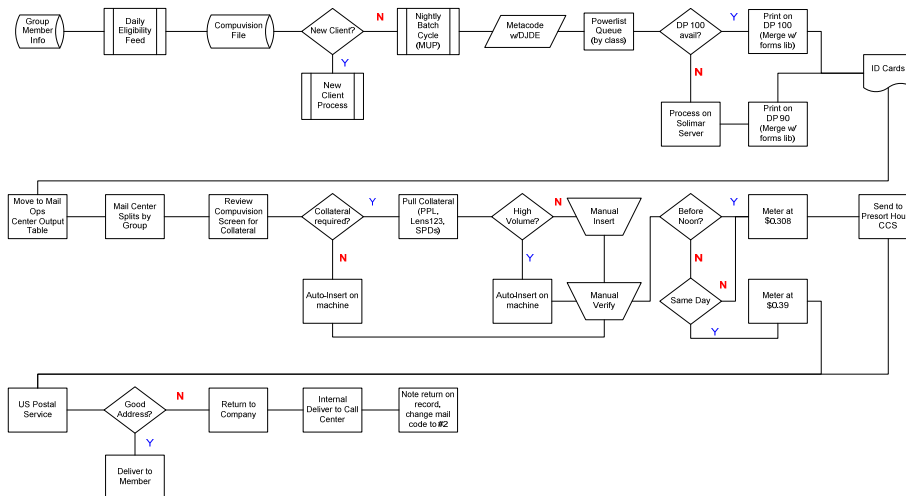 Group
Member
Info
Daily
Eligibility
Feed
Compuvision
File
New Client?
N
Y
New
Client
Process
Nightly
Batch
Cycle
(MUP)
Metacode
w/DJDE
Powerlist
Queue
(by class)
DP 100
avail?
Y
N
Print on
DP 100
(Merge w/
forms lib)
Process on
Solimar
Server
Print on
DP 90
(Merge w/
forms lib)
ID Cards
Move to Mail
Ops
Center Output
Table
Mail Center
Splits by
Group
Review
Compuvision
Screen for
Collateral
Collateral
required?
Y
N
Auto-Insert on
machine
Pull Collateral
(PPL,
Lens123,
SPDs)
High
Volume?
N
Y
Auto-Insert on
machine
Manual
Insert
Manual
Verify
Before
Noon?
Y
N
Same Day
N
Y
Meter at
$0.308
Meter at
$0.39
Send to
Presort Hou
CCS
US Postal
Service
Good
Address?
N
Y
Deliver to
Member
Return to
Company
Internal
Deliver to Call
Center
Note return on
record,
change mail
code to #2